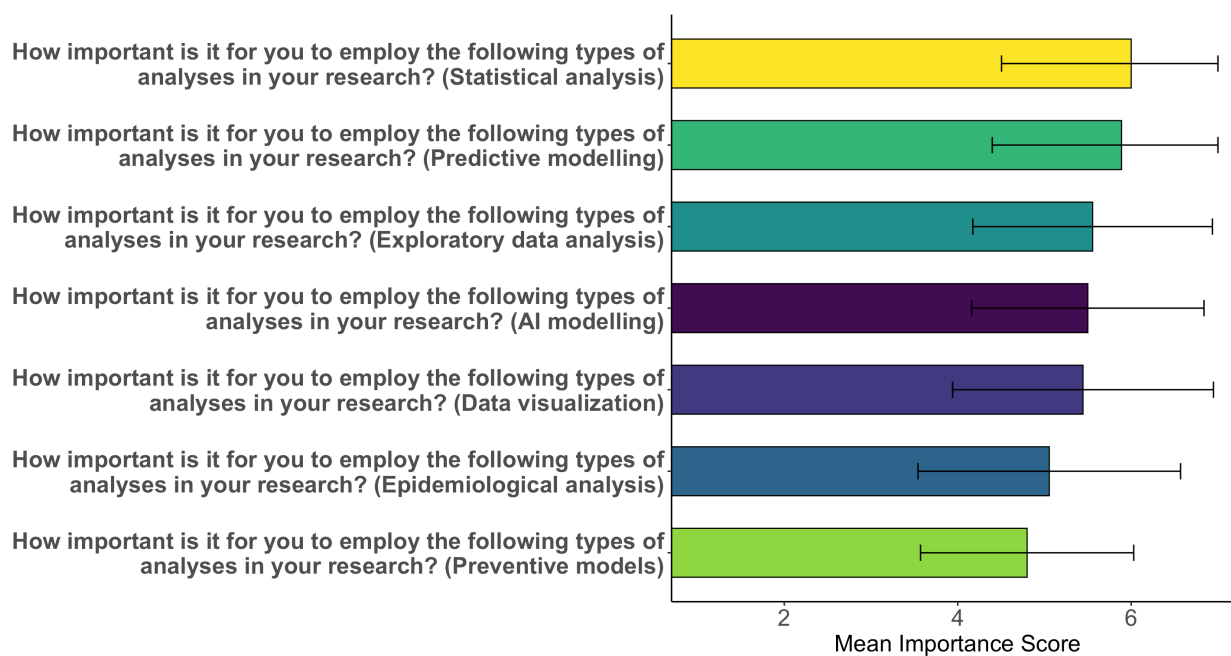 How important is it for you to employ the following types of
analyses in your research? (Statistical analysis)
How important is it for you to employ the following types of
analyses in your research? (Predictive modelling)
How important is it for you to employ the following types of
analyses in your research? (Exploratory data analysis)
How important is it for you to employ the following types of
analyses in your research? (AI modelling)
How important is it for you to employ the following types of
analyses in your research? (Data visualization)
How important is it for you to employ the following types of
analyses in your research? (Epidemiological analysis)
How important is it for you to employ the following types of
analyses in your research? (Preventive models)
2 4 6
Mean Importance Score